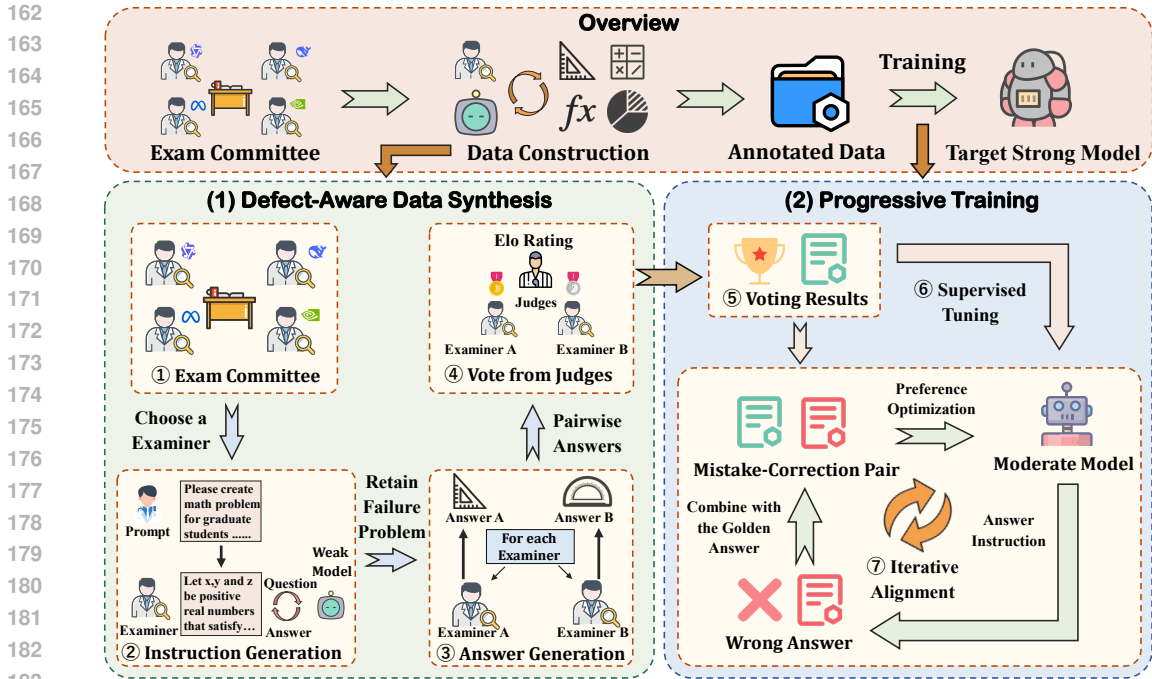 162
163
164
165
166
167
168
169
170
171
172
173
174
175
176
177
178
179
180
181
182
Overview
Exam Committee
Data Construction
fx
Annotated Data
Training
Target Strong Model
(1) Defect-Aware Data Synthesis
① Exam Committee
Choose a
Examiner
Prompt
Please create
math problem
for graduate
students ......
Examiner
Let x,y and z
be positive
real numbers
that satisfy…
Question
Answer
Weak
Model
② Instruction Generation
Retain
Failure
Problem
Answer A
Answer B
For each
Examiner
Examiner A
Examiner B
③ Answer Generation
Pairwise
Answers
Elo Rating
Judges
Examiner A
Examiner B
④ Vote from Judges
(2) Progressive Training
⑤ Voting Results
⑥ Supervised
Tuning
Mistake-Correction Pair
Preference
Optimization
Moderate Model
Combine with
the Golden
Answer
⑦ Iterative
Alignment
Answer
Instruction
Wrong Answer